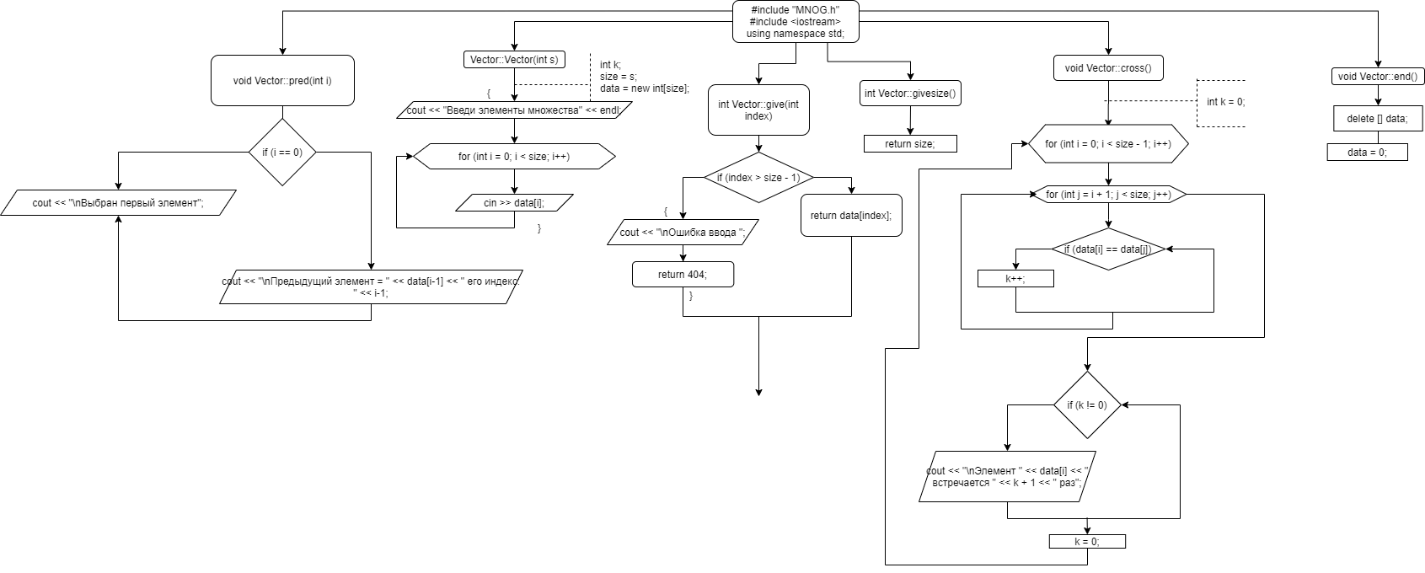 #include "MNOG.h"
#include <iostream>
using namespace std;
void Vector::pred(int i)
if (i == 0)
cout << "\nВыбран первый элемент";
cout << "\nПредыдущий элемент = " << data[i-1] << " его индекс:
" << i-1;
Vector::Vector(int s)
int k;
size = s;
data = new int[size];
{
cout << "Введи элементы множества" << endl;
for (int i = 0; i < size; i++)
cin >> data[i];
}
int Vector::give(int
index)
if (index > size - 1)
{
cout << "\nОшибка ввода ";
return 404;
}
return data[index];
int Vector::givesize()
return size;
void Vector::cross()
int k = 0;
for (int i = 0; i < size - 1; i++)
for (int j = i + 1; j < size; j++)
if (data[i] == data[j])
k++;
if (k != 0)
cout << "\nЭлемент " << data[i] << "
встречается " << k + 1 << " раз";
k = 0;
void Vector::end()
delete [] data;
data = 0;